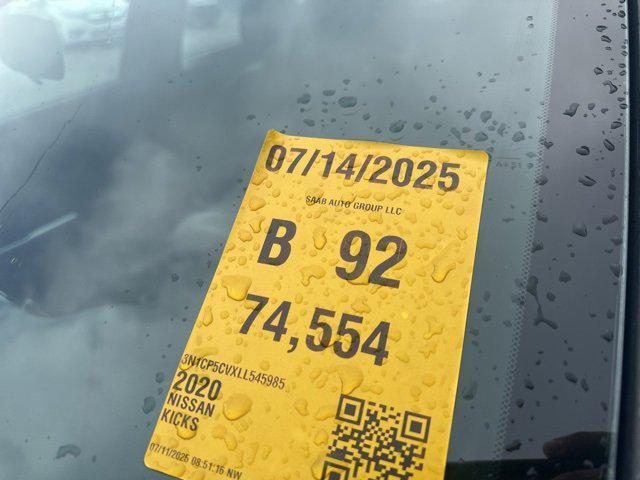 07/14/2025
SAAB AUTO GROUP LLC
B 92
74,554
3N1CP5CVXLL545985
2020
NISSAN
KICKS
07/11/2025 08:51:16 NW